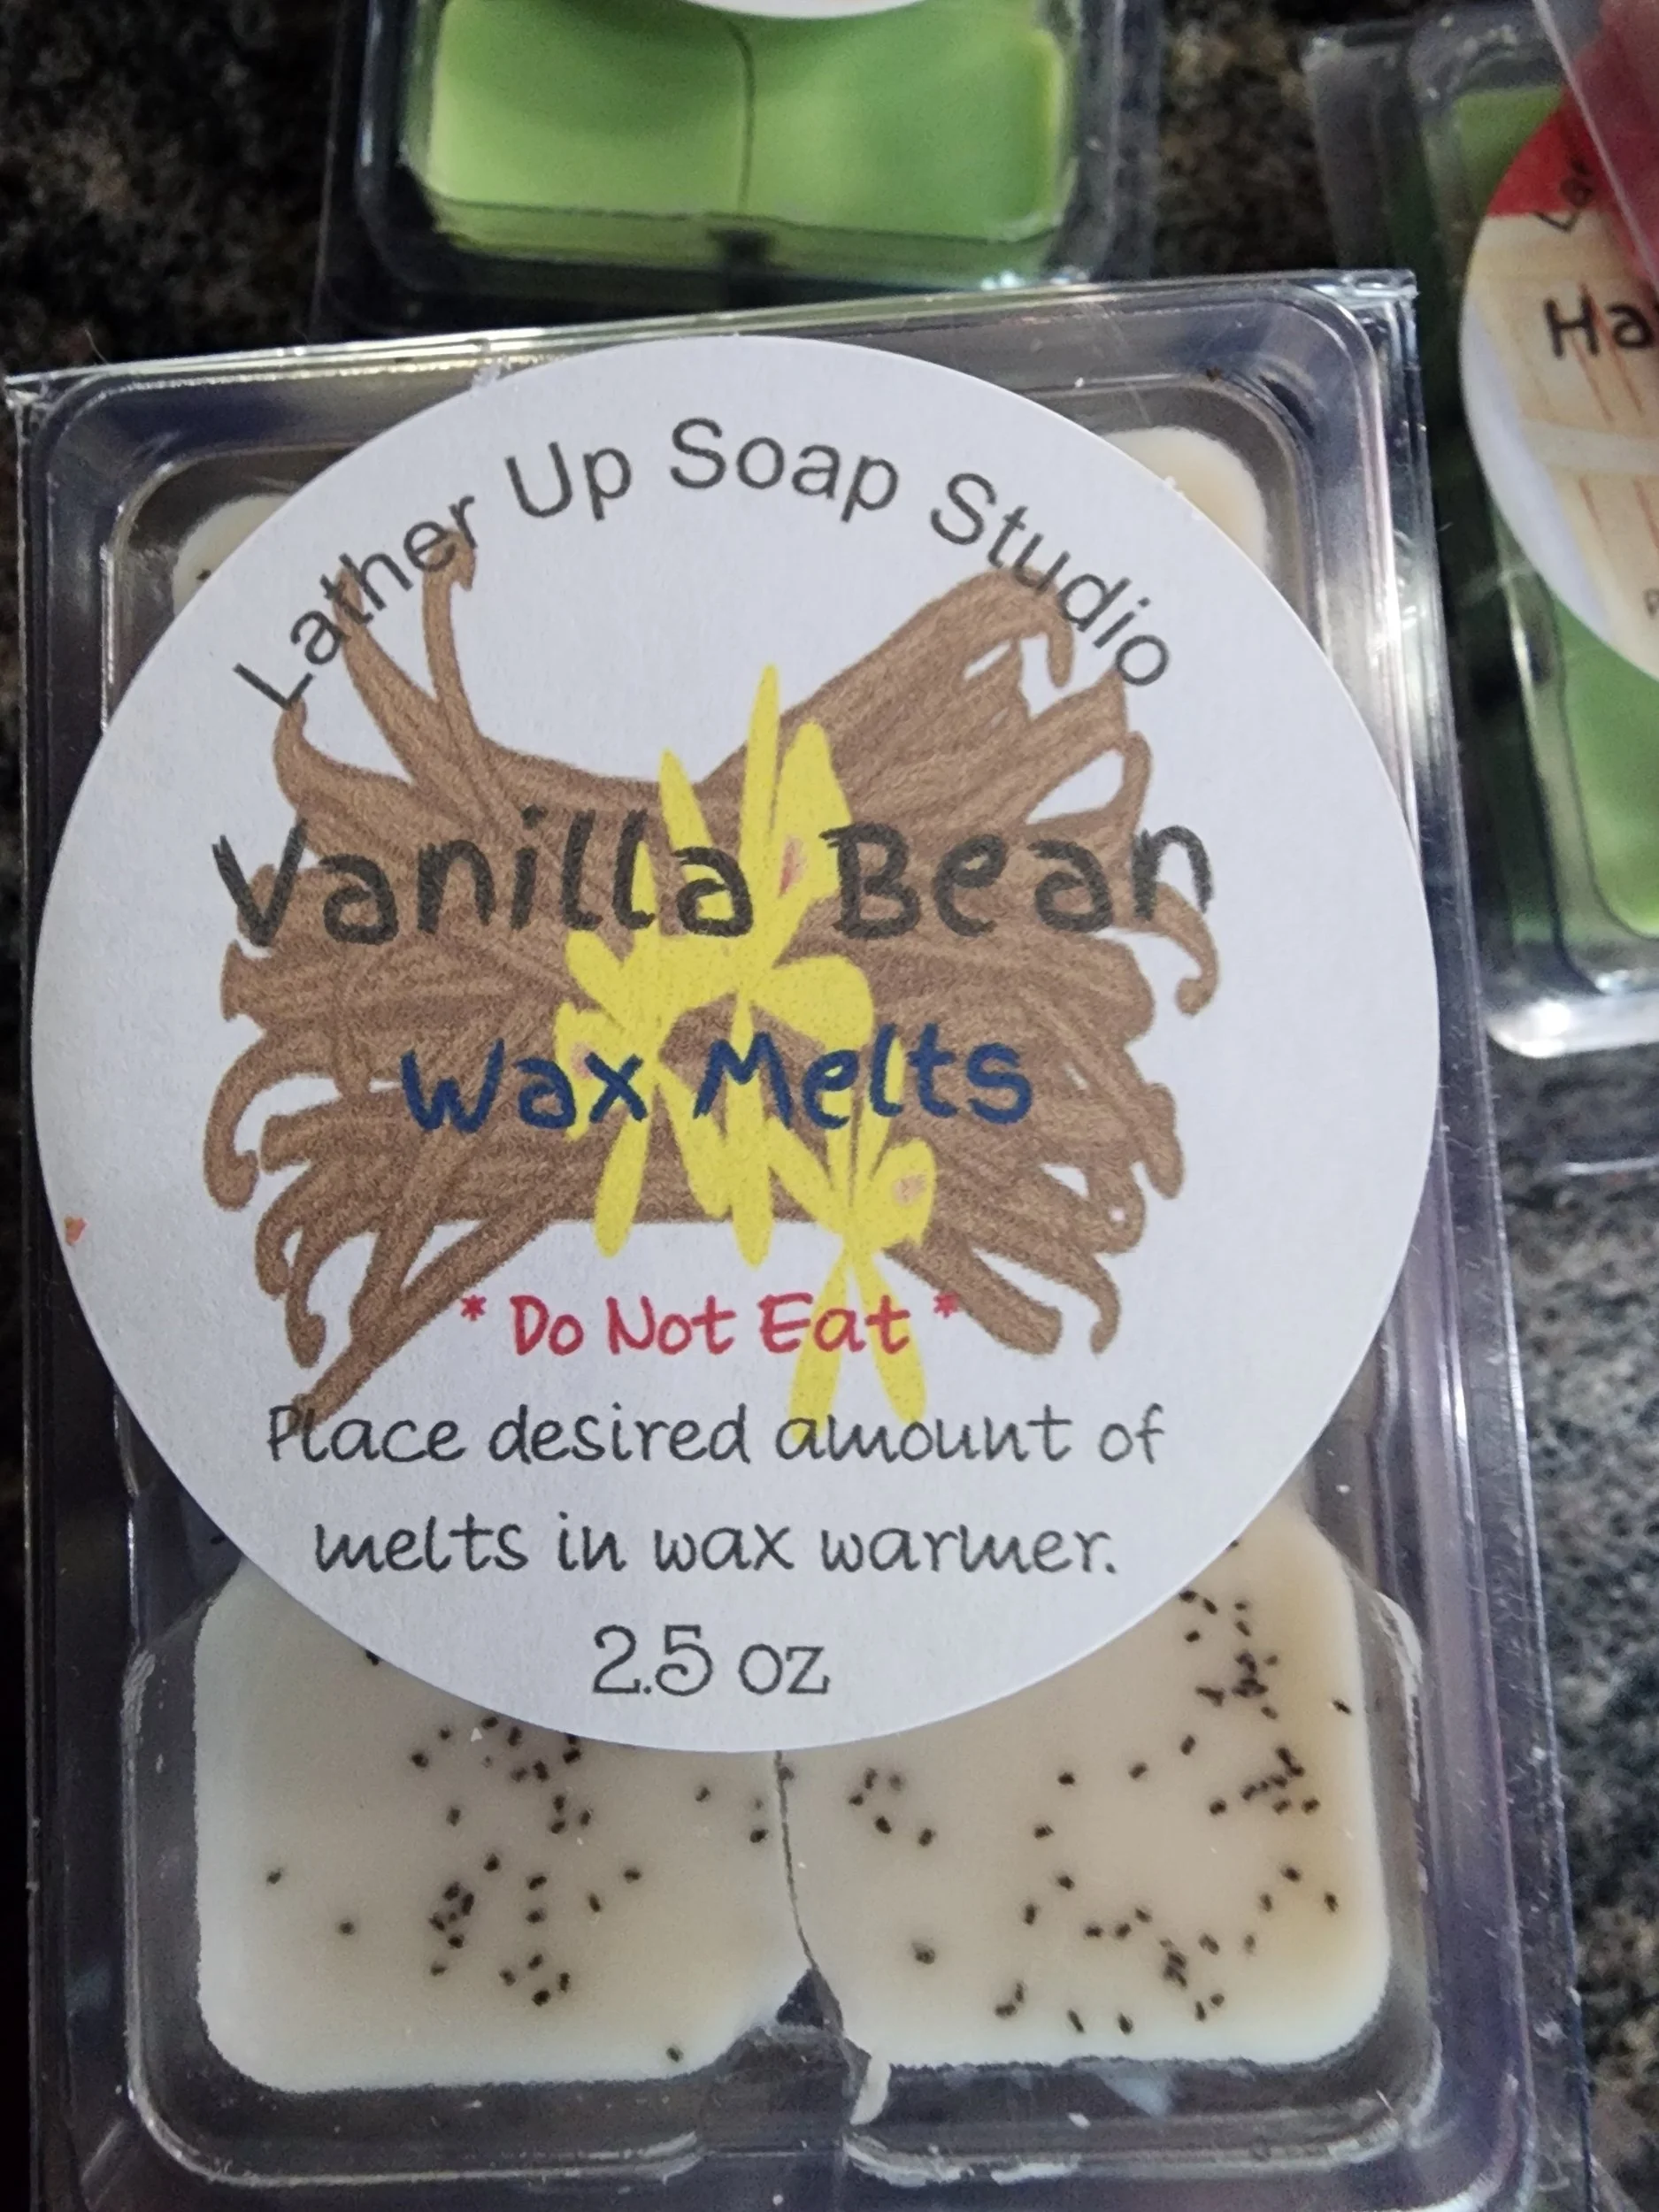 Lather Up Soap Studio
Vanilla Bean
Wax Melts
* Do Not Eat *
Place desired amount of
melts in wax warmer.
2.5 oz